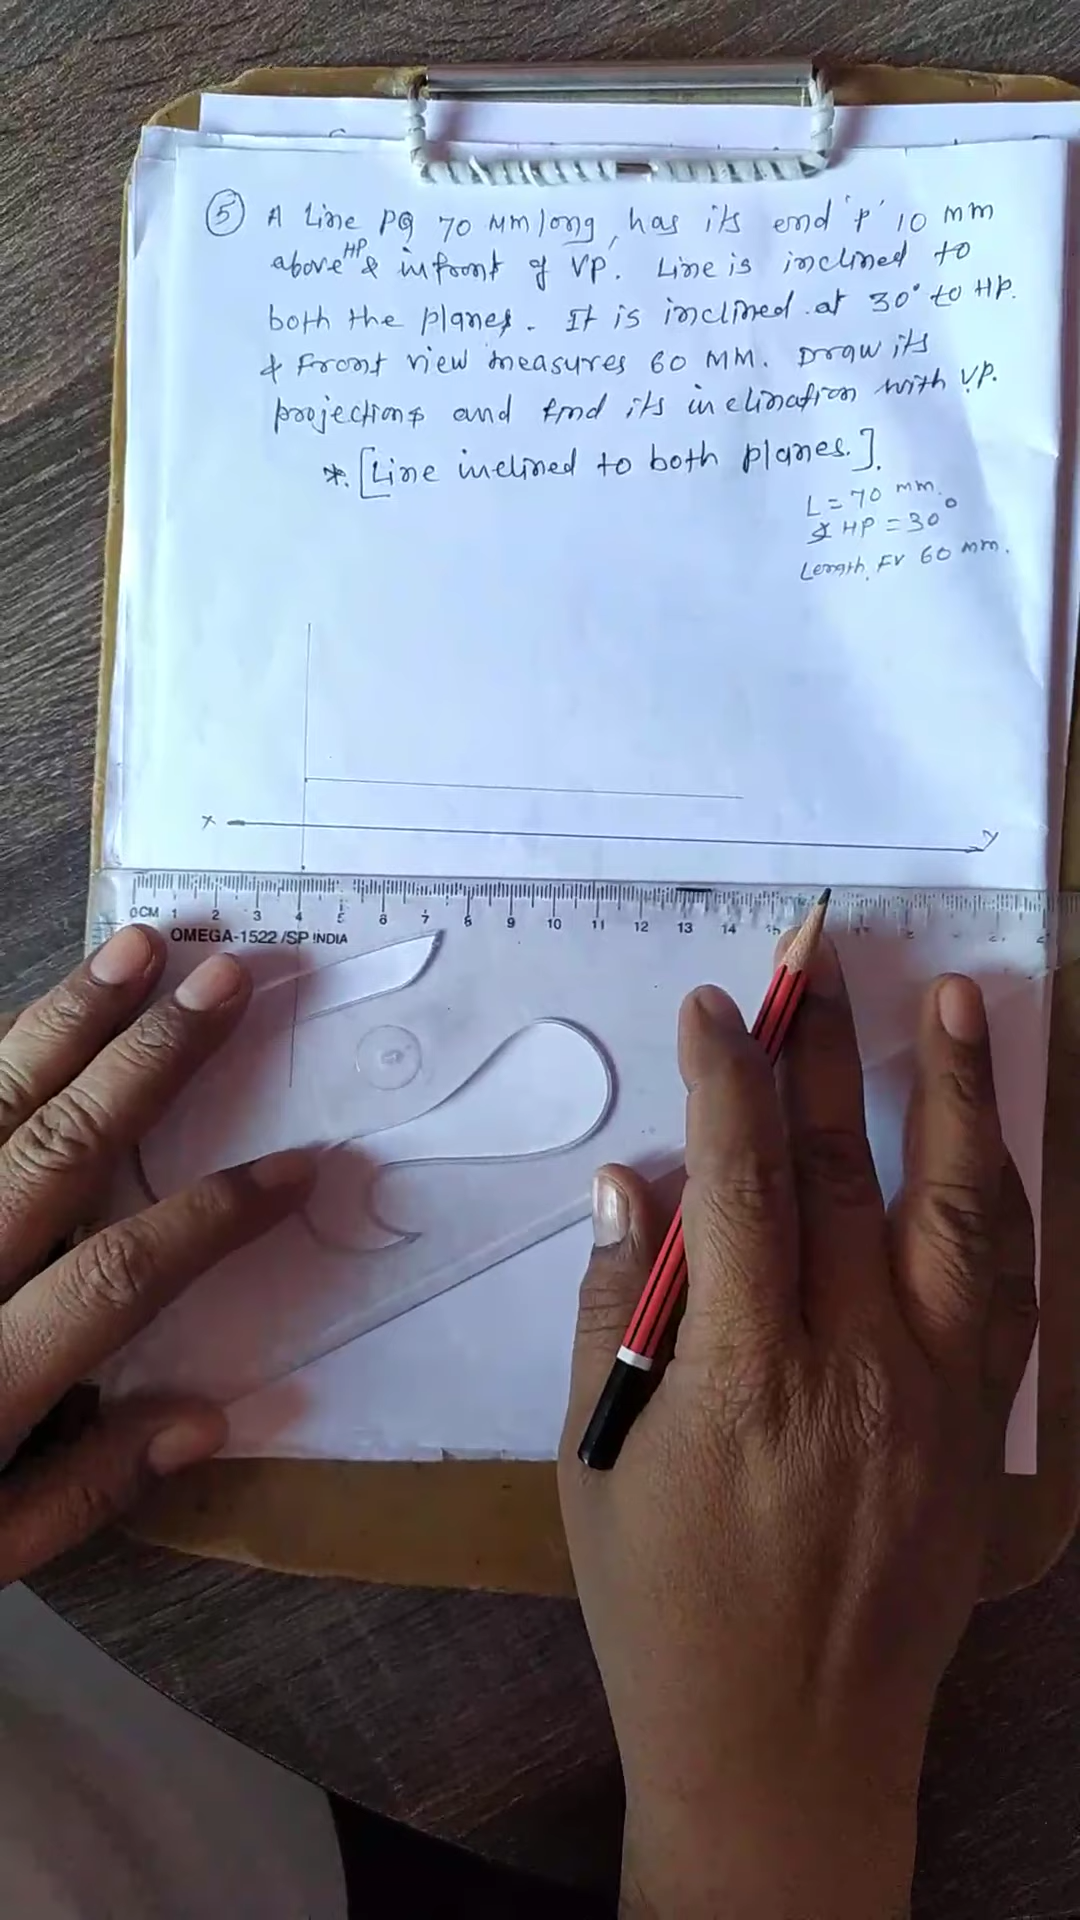 5 A Line PQ 70 MM long, has its end 'P' 10 mm
above HP & infront of VP. Line is inclined to
both the planes. It is inclined at 30° to HP.
& Front view measures 60 MM. Draw its
projections and find its inclination with VP.
*. [Line inclined to both planes.].
L = 70 mm.
∠ HP = 30°
Length, FV 60 mm.
X
Y
0CM 1 2 3 4 5 6 7 8 9 10 11 12 13 14 15
OMEGA-1522 /SP INDIA